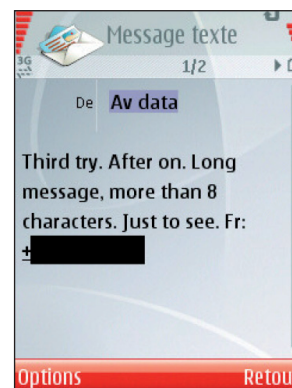 Message texte
3G
1/2
De Av data
Third try. After on. Long
message, more than 8
characters. Just to see. Fr:
+
Options Retou